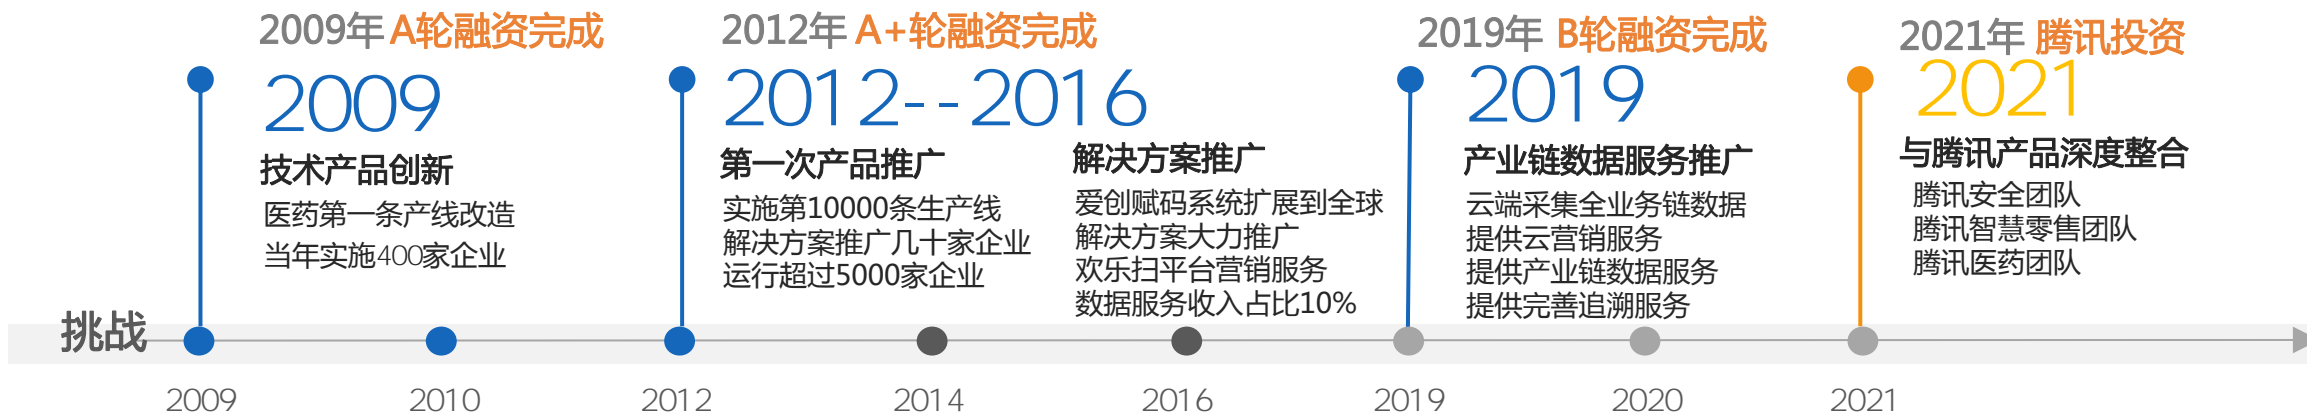 2009年 A轮融资完成
2009
技术产品创新
医药第一条产线改造
当年实施400家企业
2012年 A+轮融资完成
2012--2016
第一次产品推广
实施第10000条生产线
解决方案推广几十家企业
运行超过5000家企业
解决方案推广
爱创赋码系统扩展到全球
解决方案大力推广
欢乐扫平台营销服务
数据服务收入占比10%
2019年 B轮融资完成
2019
产业链数据服务推广
云端采集全业务链数据
提供云营销服务
提供产业链数据服务
提供完善追溯服务
2021年 腾讯投资
2021
与腾讯产品深度整合
腾讯安全团队
腾讯智慧零售团队
腾讯医药团队
挑战
2009 2010 2012 2014 2016 2019 2020 2021